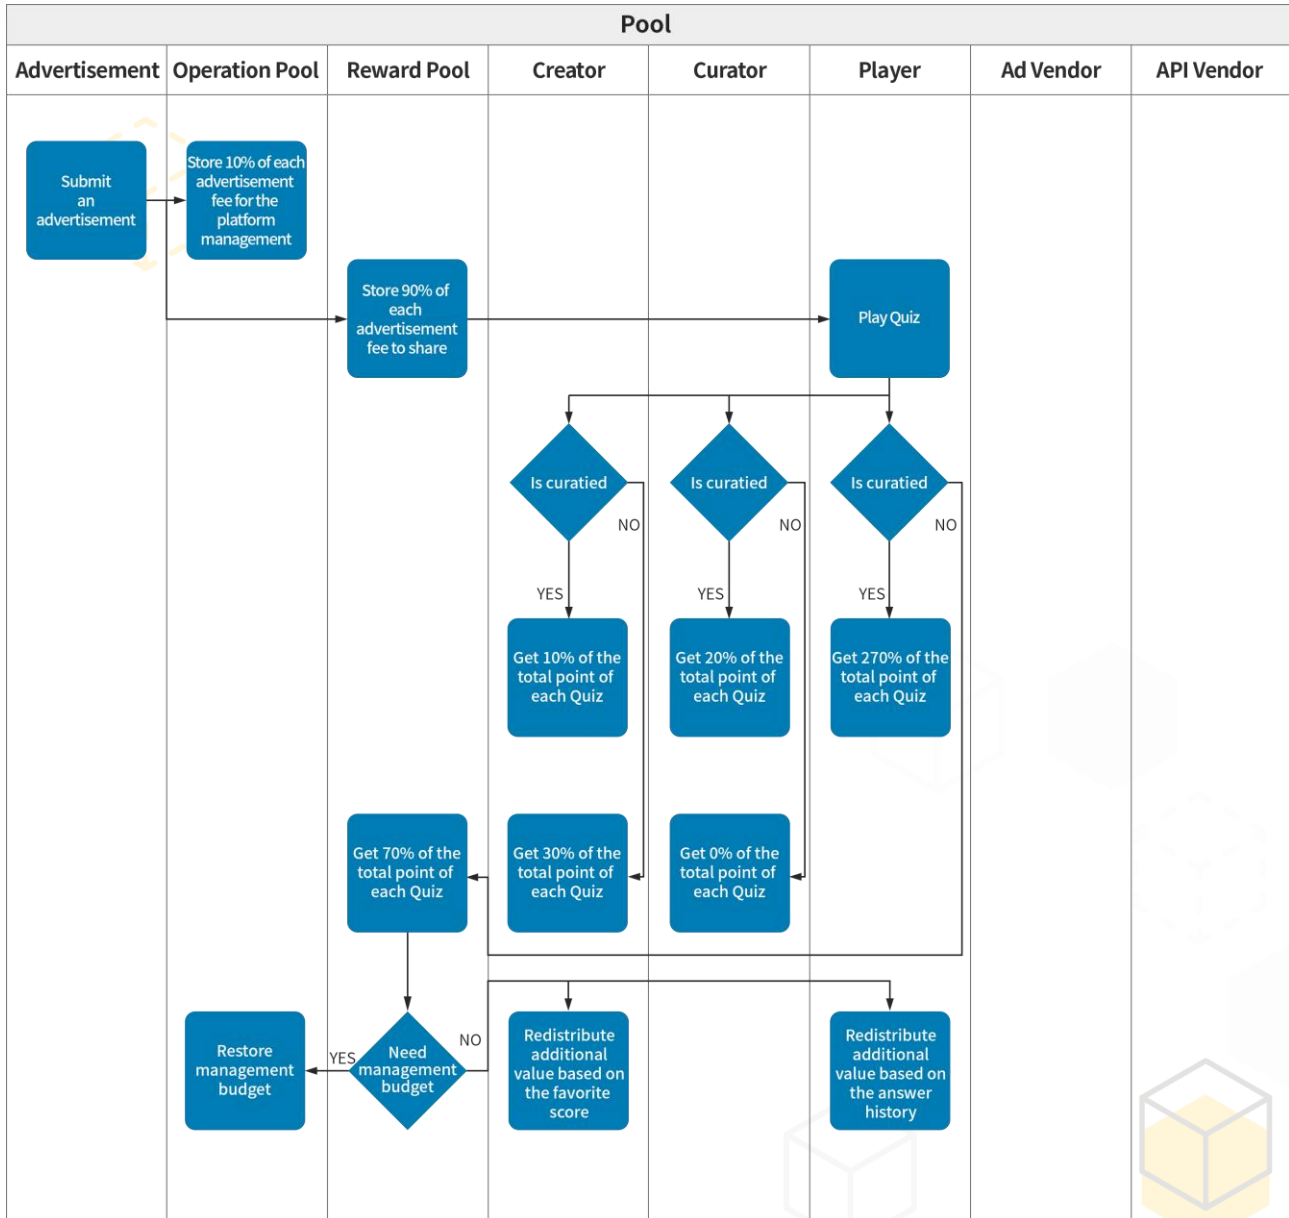 Pool
Advertisement
Operation Pool
Reward Pool
Creator
Curator
Player
Ad Vendor
API Vendor
Submit
an
advertisement
Store 10% of each
advertisement
fee for the
platform
management
Store 90% of
each
advertisement
fee to share
Play Quiz
Is curatied
NO
YES
Is curatied
NO
YES
Is curatied
NO
YES
Get 10% of the
total point of
each Quiz
Get 20% of the
total point of
each Quiz
Get 270% of the
total point of
each Quiz
Get 70% of the
total point of
each Quiz
Get 30% of the
total point of
each Quiz
Get 0% of the
total point of
each Quiz
Restore
management
budget
YES
Need
management
budget
NO
Redistribute
additional
value based on
the favorite
score
Redistribute
additional
value based on
the answer
history